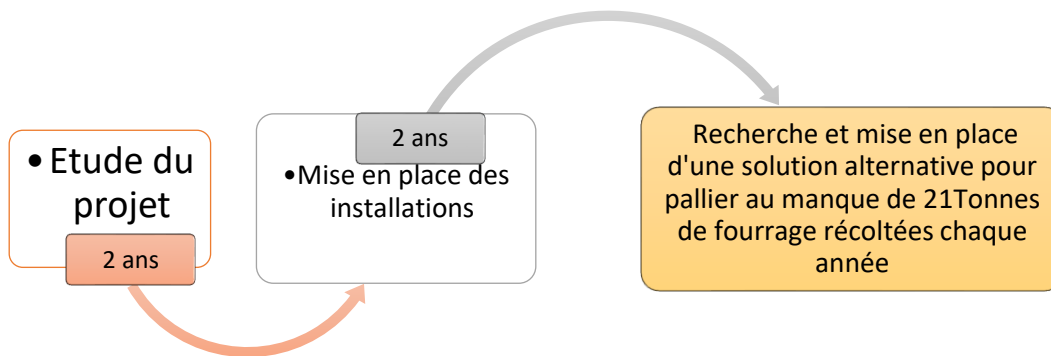 •Etude du
projet
2 ans
2 ans
•Mise en place des
installations
Recherche et mise en place
d'une solution alternative pour
pallier au manque de 21Tonnes
de fourrage récoltées chaque
année